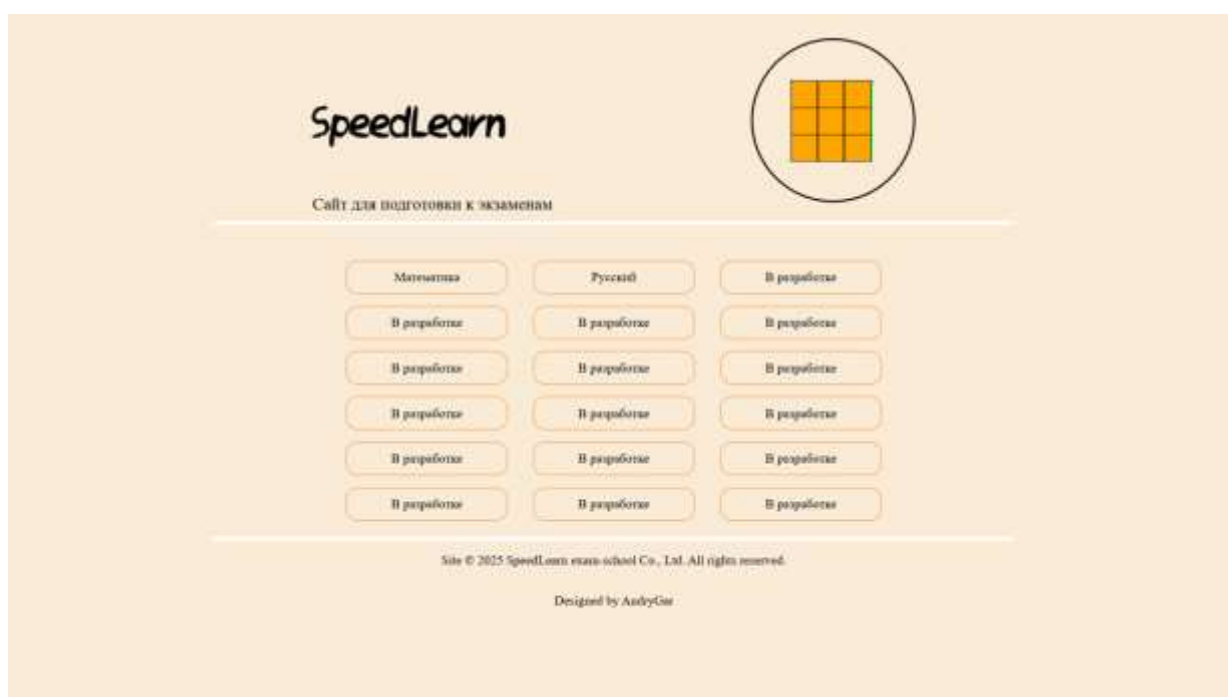 SpeedLearn
Сайт для подготовки к экзаменам
Математика Русский В разработке
В разработке В разработке В разработке
В разработке В разработке В разработке
В разработке В разработке В разработке
В разработке В разработке В разработке
В разработке В разработке В разработке
Site © 2025 SpeedLearn exam-school Co., Ltd. All rights reserved.
Designed by AndryGar